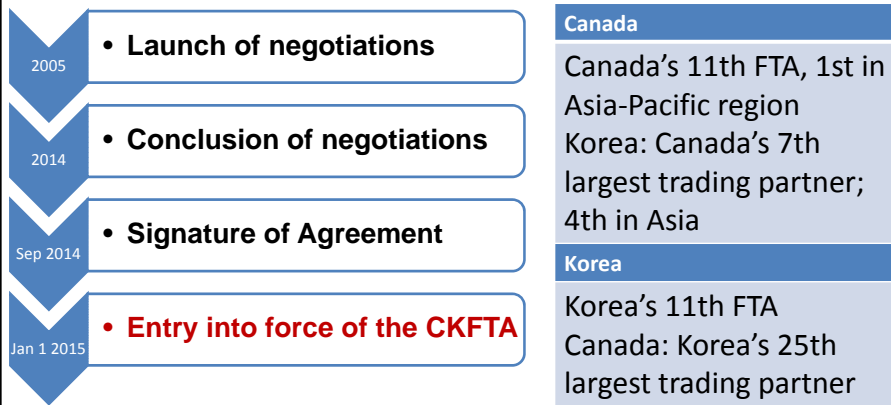 2005
• Launch of negotiations
2014
• Conclusion of negotiations
Sep 2014
• Signature of Agreement
Jan 1 2015
• Entry into force of the CKFTA
Canada
Canada's 11th FTA, 1st in
Asia-Pacific region
Korea: Canada's 7th
largest trading partner;
4th in Asia
Korea
Korea's 11th FTA
Canada: Korea's 25th
largest trading partner